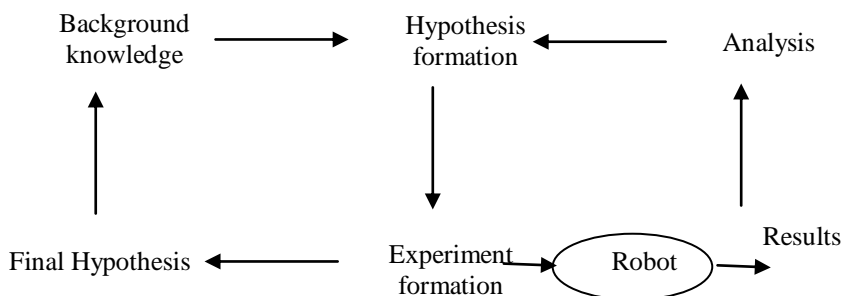 Background
knowledge
Hypothesis
formation
Analysis
Final Hypothesis
Experiment
formation
Robot
Results